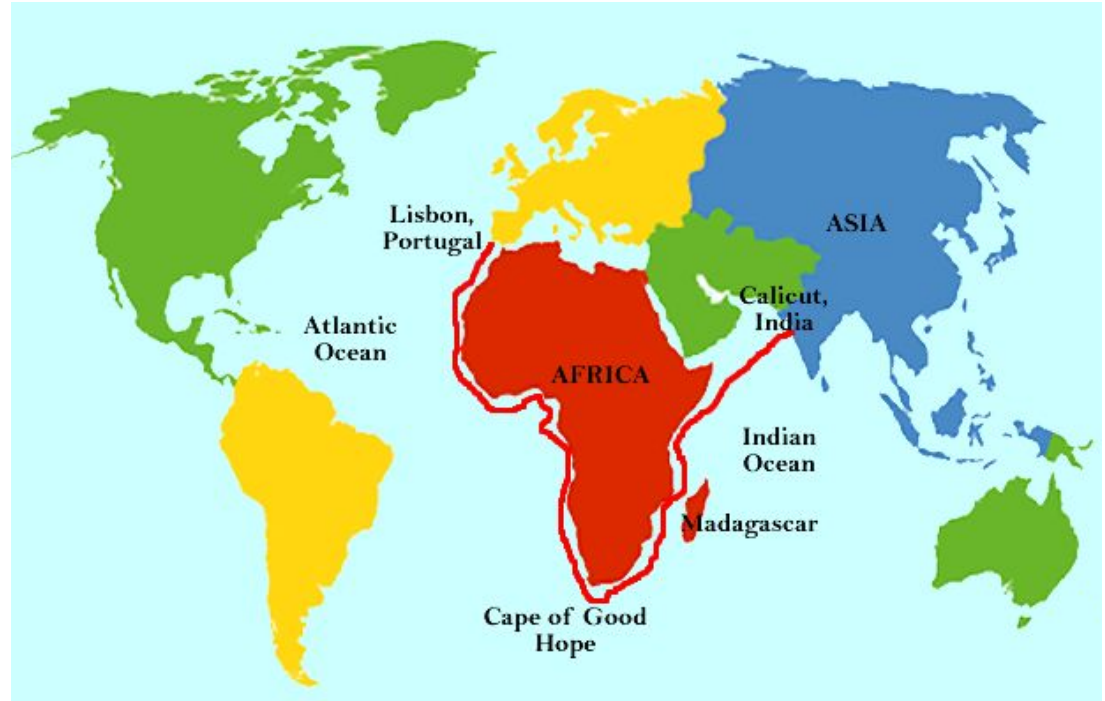 Lisbon,
Portugal
ASIA
Calicut,
India
Atlantic
Ocean
AFRICA
Indian
Ocean
Madagascar
Cape of Good
Hope